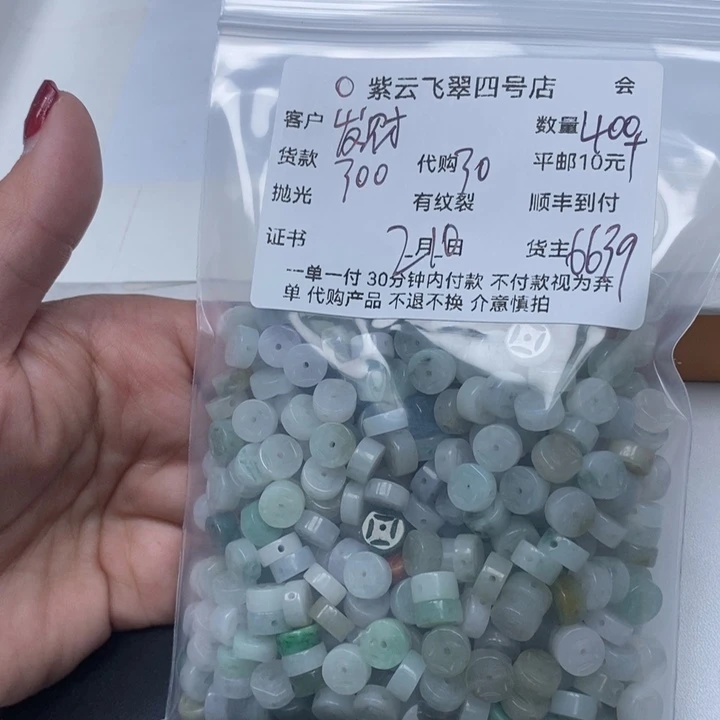 紫云飞翠四号店 会
客户 发财 数量 400+
货款 300 代购 30 平邮10元
抛光 有纹裂 顺丰到付
证书 2月10日 货主 6639
一单一付 30分钟内付款 不付款视为弃
单 代购产品 不退不换 介意慎拍